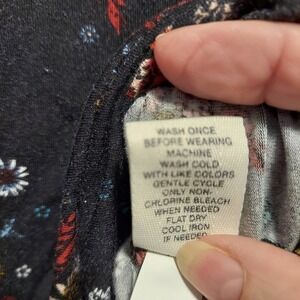 WASH ONCE
BEFORE WEARING
MACHINE
WASH COLD
WITH LIKE COLORS
GENTLE CYCLE
ONLY NON-
CHLORINE BLEACH
WHEN NEEDED
FLAT DRY
COOL IRON
IF NEEDED